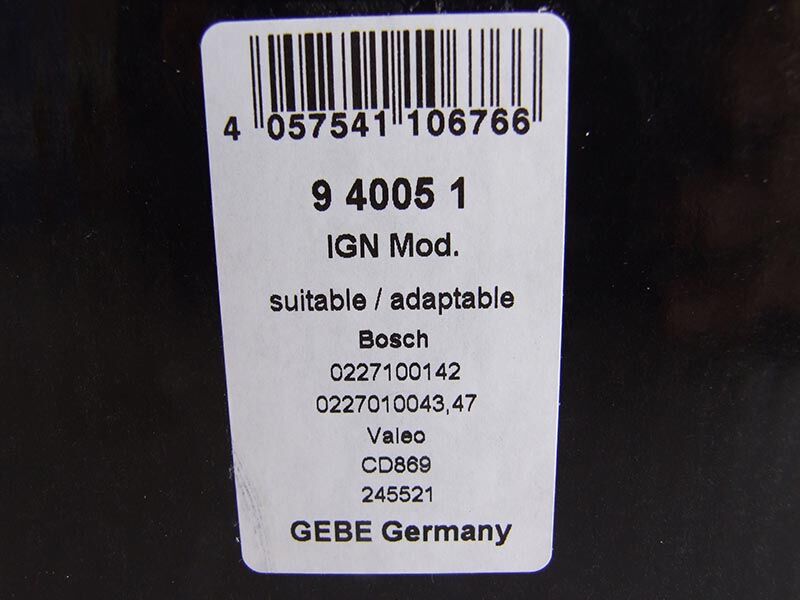 4 057541 106766
9 4005 1
IGN Mod.
suitable / adaptable
Bosch
0227100142
0227010043,47
Valeo
CD869
245521
GEBE Germany